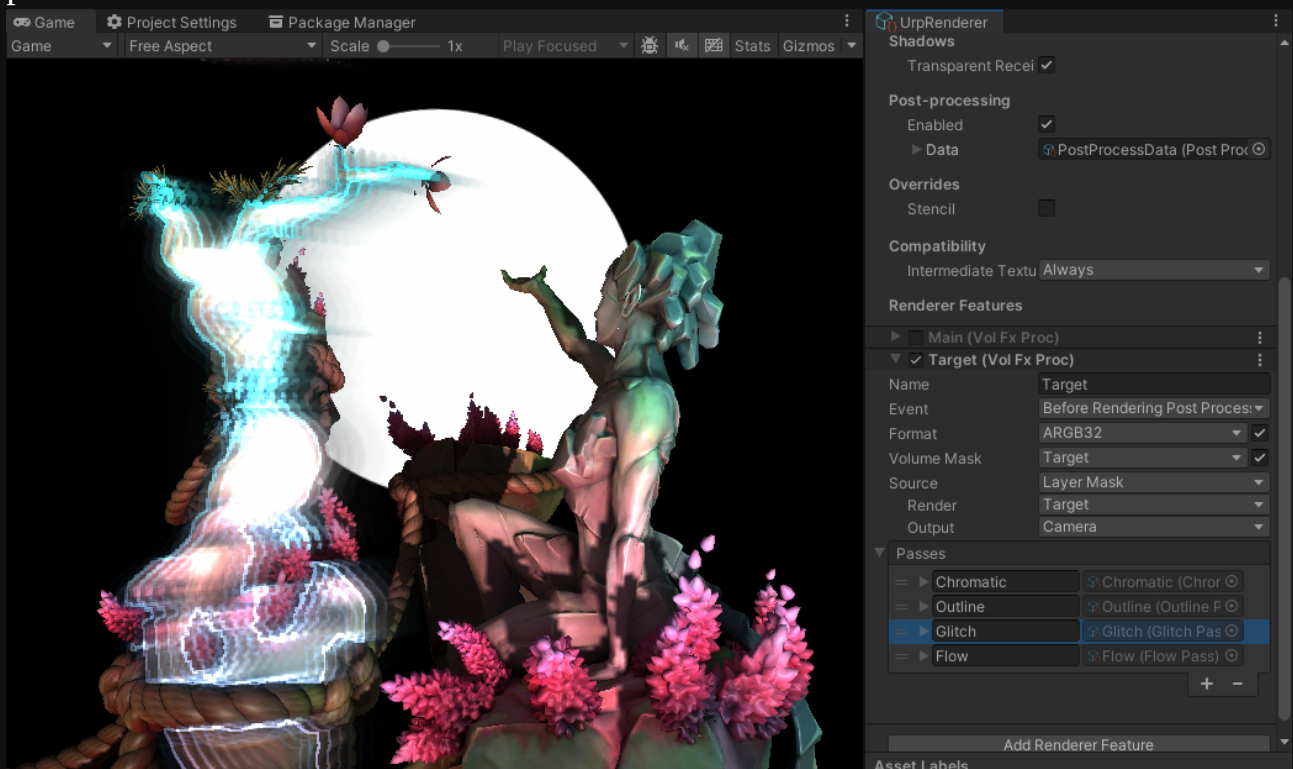 Game Project Settings Package Manager
Game Free Aspect Scale 1x Play Focused Stats Gizmos
UrpRenderer
Shadows
Transparent Recei
Post-processing
Enabled
Data PostProcessData (Post Proc
Overrides
Stencil
Compatibility
Intermediate Textu Always
Renderer Features
Main (Vol Fx Proc)
Target (Vol Fx Proc)
Name Target
Event Before Rendering Post Process
Format ARGB32
Volume Mask Target
Source Layer Mask
Render Target
Output Camera
Passes
Chromatic Chromatic (Chror
Outline Outline (Outline P
Glitch Glitch (Glitch Pas
Flow Flow (Flow Pass)
Add Renderer Feature
Asset Labels